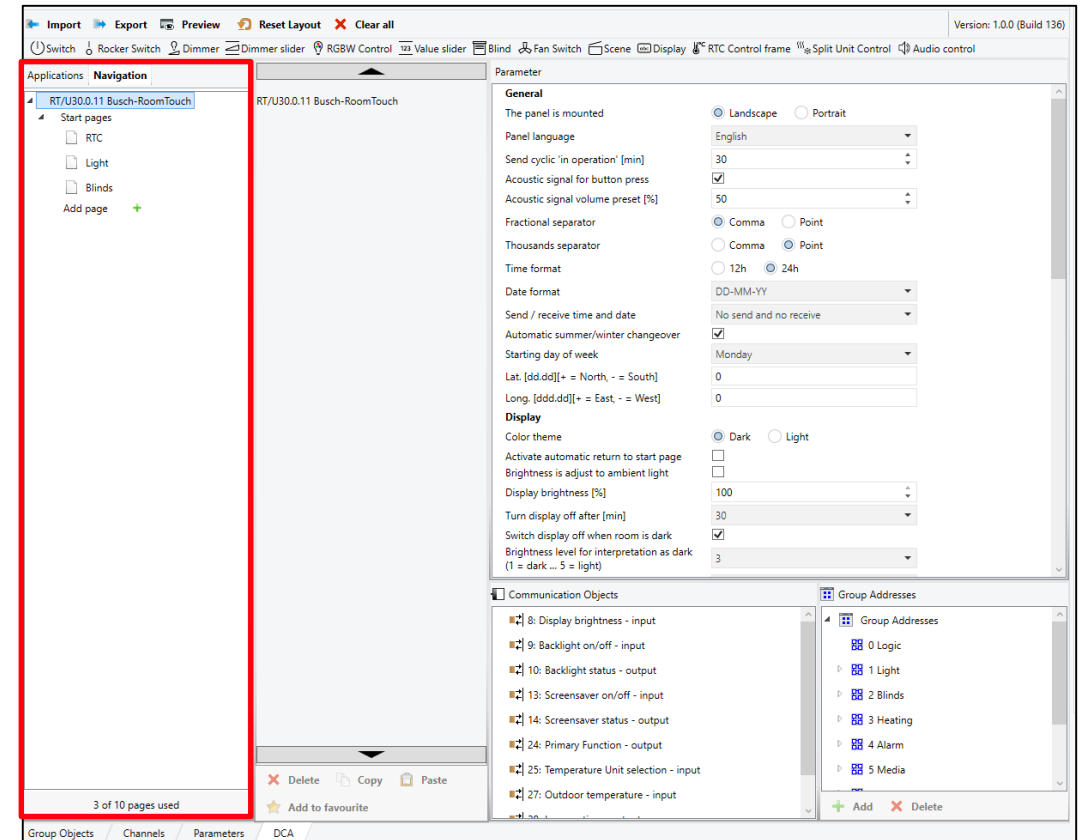 Import Export Preview Reset Layout Clear all Version: 1.0.0 (Build 136)
Switch Rocker Switch Dimmer Dimmer slider RGBW Control 123 Value slider Blind Fan Switch Scene abc Display RTC Control frame Split Unit Control Audio control
Applications Navigation
RT/U30.0.11 Busch-RoomTouch
Start pages
RTC
Light
Blinds
Add page
3 of 10 pages used
RT/U30.0.11 Busch-RoomTouch
Delete Copy Paste
Add to favourite
Parameter
General
The panel is mounted Landscape Portrait
Panel language English
Send cyclic 'in operation' [min] 30
Acoustic signal for button press
Acoustic signal volume preset [%] 50
Fractional separator Comma Point
Thousands separator Comma Point
Time format 12h 24h
Date format DD-MM-YY
Send / receive time and date No send and no receive
Automatic summer/winter changeover
Starting day of week Monday
Lat. [dd.dd][+ = North, - = South] 0
Long. [ddd.dd][+ = East, - = West] 0
Display
Color theme Dark Light
Activate automatic return to start page
Brightness is adjust to ambient light
Display brightness [%] 100
Turn display off after [min] 30
Switch display off when room is dark
Brightness level for interpretation as dark
(1 = dark ... 5 = light) 3
Communication Objects
8: Display brightness - input
9: Backlight on/off - input
10: Backlight status - output
13: Screensaver on/off - input
14: Screensaver status - output
24: Primary Function - output
25: Temperature Unit selection - input
27: Outdoor temperature - input
Group Addresses
Group Addresses
0 Logic
1 Light
2 Blinds
3 Heating
4 Alarm
5 Media
Add Delete
Group Objects Channels Parameters DCA